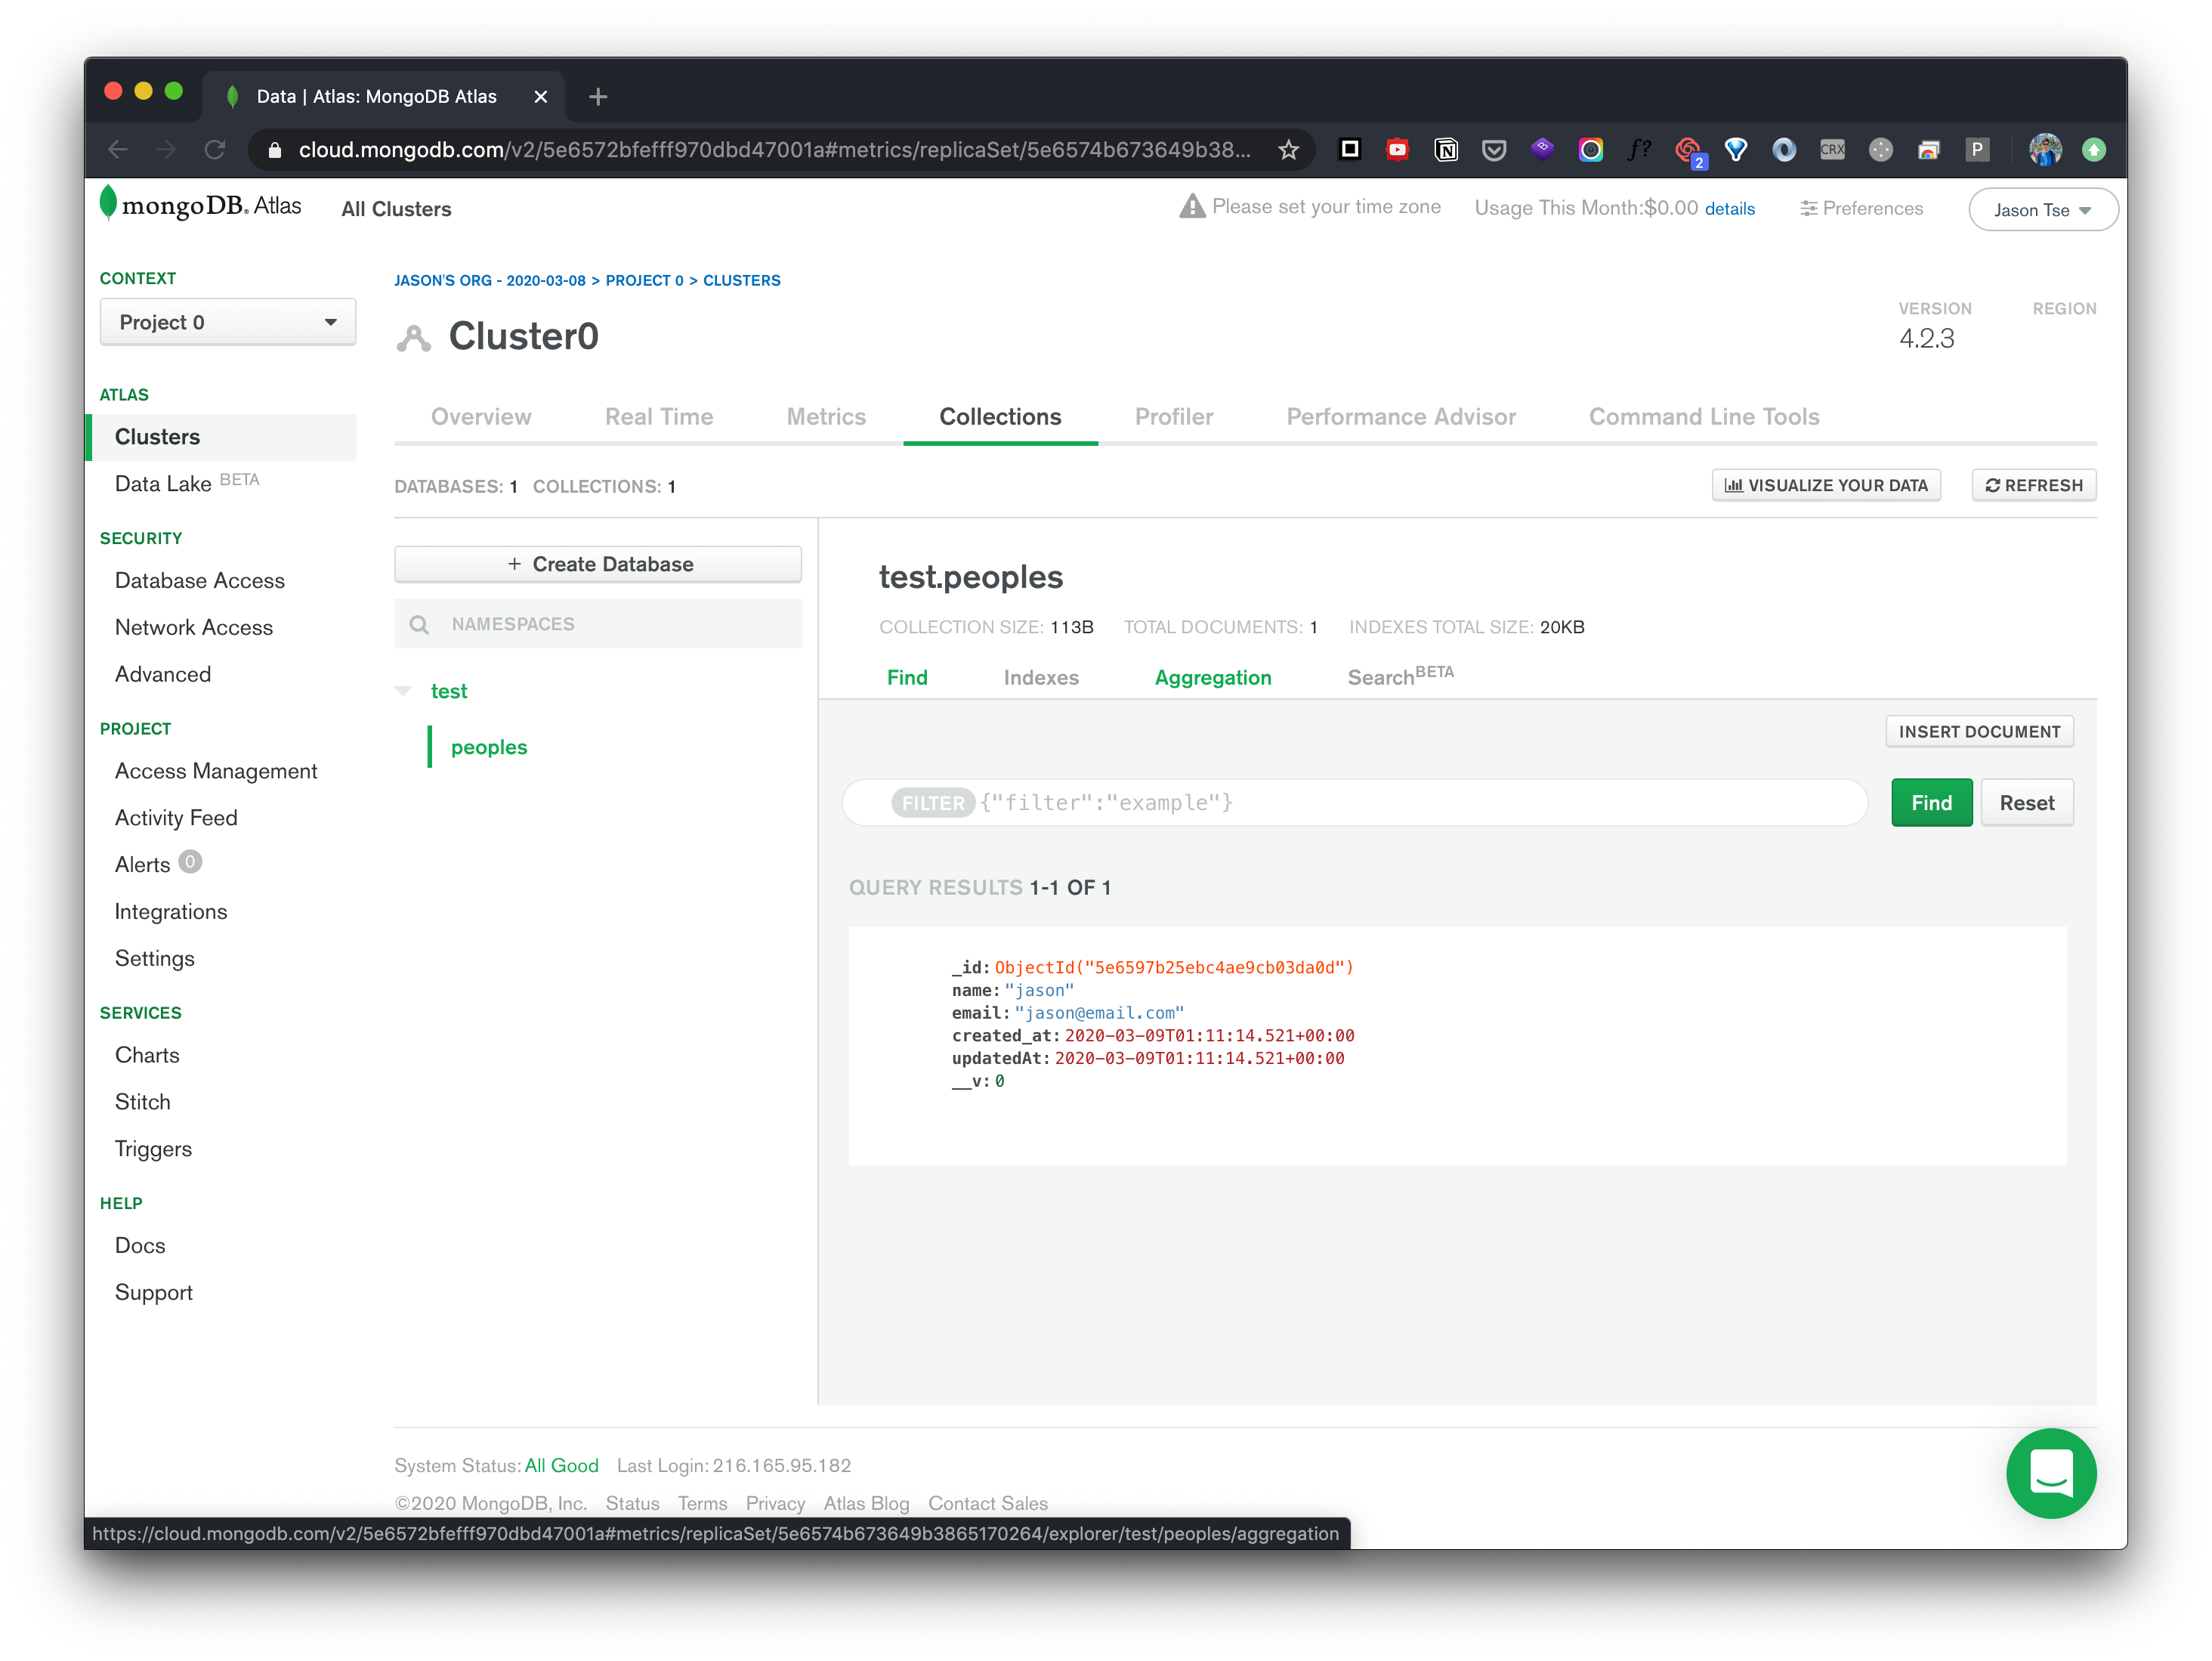 Data | Atlas: MongoDB Atlas
cloud.mongodb.com/v2/5e6572bfefff970dbd47001a#metrics/replicaSet/5e6574b673649b38...
N
f?
2
CRX
P
mongoDB. Atlas
All Clusters
Please set your time zone
Usage This Month:$0.00 details
Preferences
Jason Tse
CONTEXT
Project 0
ATLAS
Clusters
Data Lake BETA
SECURITY
Database Access
Network Access
Advanced
PROJECT
Access Management
Activity Feed
Alerts 0
Integrations
Settings
SERVICES
Charts
Stitch
Triggers
HELP
Docs
Support
JASON'S ORG - 2020-03-08 > PROJECT 0 > CLUSTERS
Cluster0
VERSION
4.2.3
REGION
Overview Real Time Metrics Collections Profiler Performance Advisor Command Line Tools
DATABASES: 1 COLLECTIONS: 1
VISUALIZE YOUR DATA
REFRESH
+ Create Database
NAMESPACES
test
peoples
test.peoples
COLLECTION SIZE: 113B TOTAL DOCUMENTS: 1 INDEXES TOTAL SIZE: 20KB
Find Indexes Aggregation Search BETA
INSERT DOCUMENT
FILTER {"filter":"example"}
Find
Reset
QUERY RESULTS 1-1 OF 1
_id: ObjectId("5e6597b25ebc4ae9cb03da0d")
name: "jason"
email: "jason@email.com"
created_at: 2020-03-09T01:11:14.521+00:00
updatedAt: 2020-03-09T01:11:14.521+00:00
__v: 0
System Status: All Good Last Login: 216.165.95.182
©2020 MongoDB, Inc. Status Terms Privacy Atlas Blog Contact Sales
https://cloud.mongodb.com/v2/5e6572bfefff970dbd47001a#metrics/replicaSet/5e6574b673649b3865170264/explorer/test/peoples/aggregation